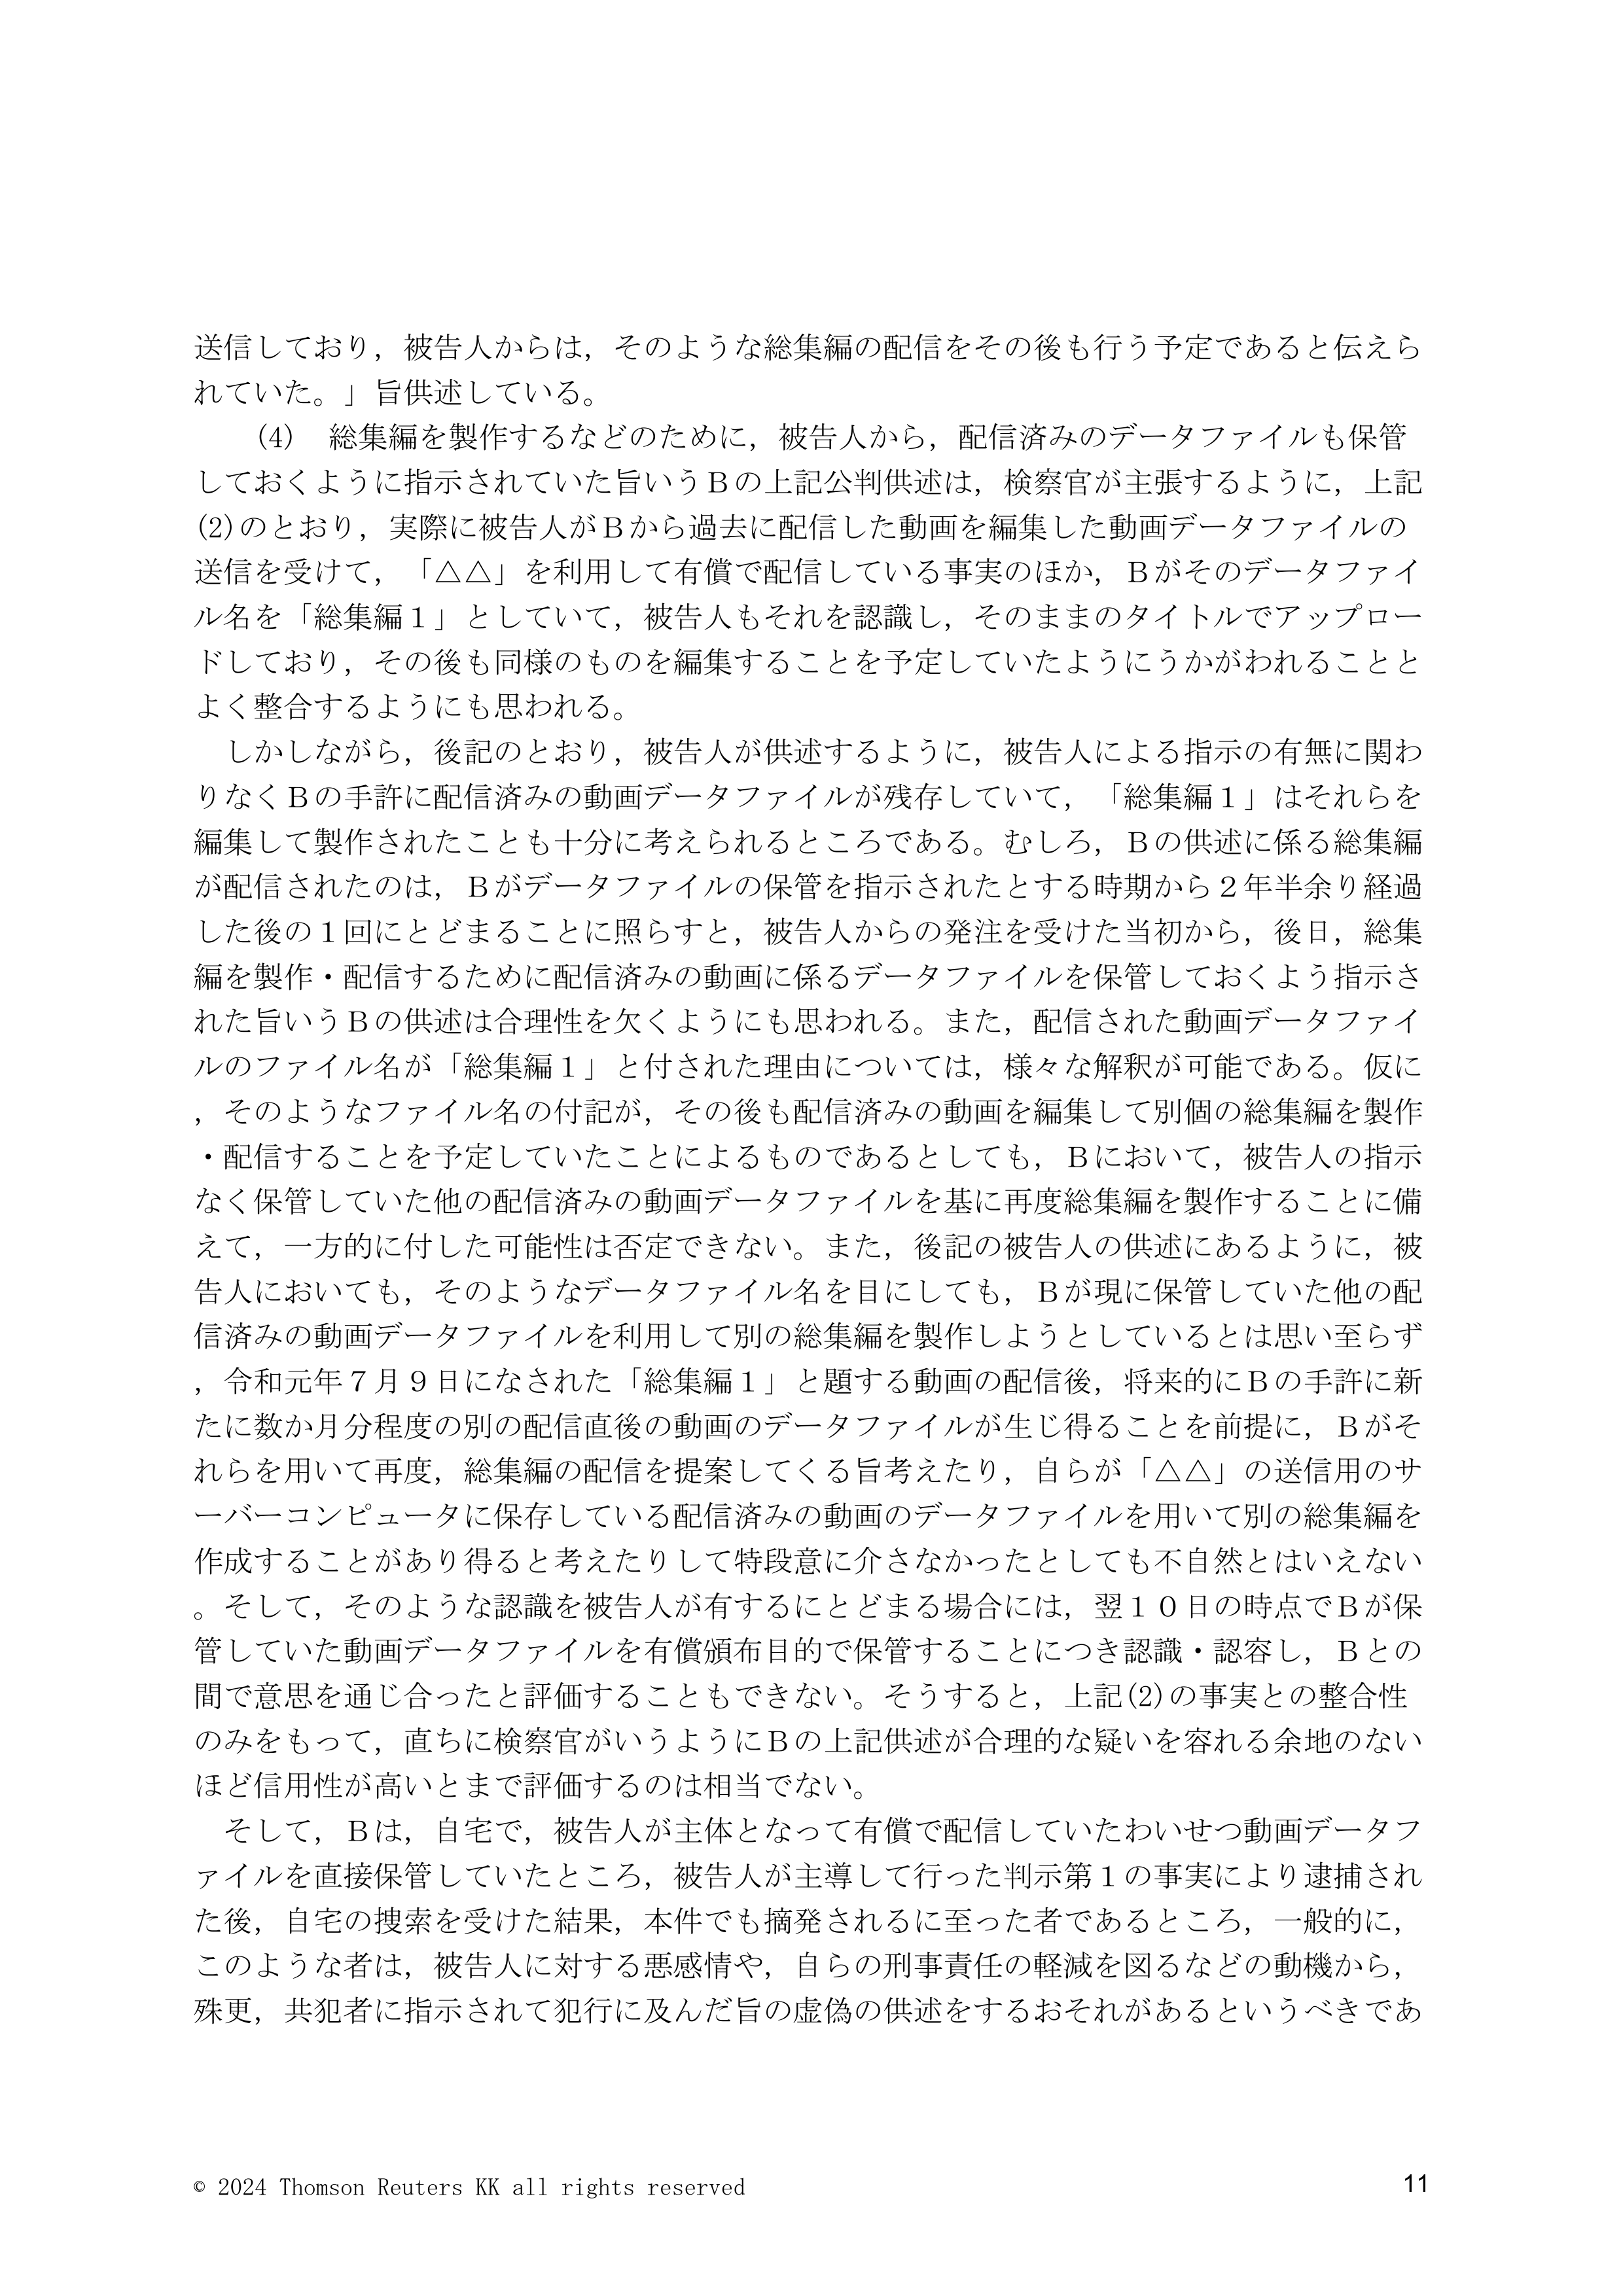 送信しており，被告人からは，そのような総集編の配信をその後も行う予定であると伝えら
れていた。」旨供述している。
(4)　総集編を製作するなどのために，被告人から，配信済みのデータファイルも保管
しておくように指示されていた旨いうＢの上記公判供述は，検察官が主張するように，上記
(2)のとおり，実際に被告人がＢから過去に配信した動画を編集した動画データファイルの
送信を受けて，「△△」を利用して有償で配信している事実のほか，Ｂがそのデータファイ
ル名を「総集編１」としていて，被告人もそれを認識し，そのままのタイトルでアップロー
ドしており，その後も同様のものを編集することを予定していたようにうかがわれることと
よく整合するようにも思われる。
しかしながら，後記のとおり，被告人が供述するように，被告人による指示の有無に関わ
りなくＢの手許に配信済みの動画データファイルが残存していて，「総集編１」はそれらを
編集して製作されたことも十分に考えられるところである。むしろ，Ｂの供述に係る総集編
が配信されたのは，Ｂがデータファイルの保管を指示されたとする時期から２年半余り経過
した後の１回にとどまることに照らすと，被告人からの発注を受けた当初から，後日，総集
編を製作・配信するために配信済みの動画に係るデータファイルを保管しておくよう指示さ
れた旨いうＢの供述は合理性を欠くようにも思われる。また，配信された動画データファイ
ルのファイル名が「総集編１」と付された理由については，様々な解釈が可能である。仮に
，そのようなファイル名の付記が，その後も配信済みの動画を編集して別個の総集編を製作
・配信することを予定していたことによるものであるとしても，Ｂにおいて，被告人の指示
なく保管していた他の配信済みの動画データファイルを基に再度総集編を製作することに備
えて，一方的に付した可能性は否定できない。また，後記の被告人の供述にあるように，被
告人においても，そのようなデータファイル名を目にしても，Ｂが現に保管していた他の配
信済みの動画データファイルを利用して別の総集編を製作しようとしているとは思い至らず
，令和元年７月９日になされた「総集編１」と題する動画の配信後，将来的にＢの手許に新
たに数か月分程度の別の配信直後の動画のデータファイルが生じ得ることを前提に，Ｂがそ
れらを用いて再度，総集編の配信を提案してくる旨考えたり，自らが「△△」の送信用のサ
ーバーコンピュータに保存している配信済みの動画のデータファイルを用いて別の総集編を
作成することがあり得ると考えたりして特段意に介さなかったとしても不自然とはいえない
。そして，そのような認識を被告人が有するにとどまる場合には，翌１０日の時点でＢが保
管していた動画データファイルを有償頒布目的で保管することにつき認識・認容し，Ｂとの
間で意思を通じ合ったと評価することもできない。そうすると，上記(2)の事実との整合性
のみをもって，直ちに検察官がいうようにＢの上記供述が合理的な疑いを容れる余地のない
ほど信用性が高いとまで評価するのは相当でない。
そして，Ｂは，自宅で，被告人が主体となって有償で配信していたわいせつ動画データフ
ァイルを直接保管していたところ，被告人が主導して行った判示第１の事実により逮捕され
た後，自宅の捜索を受けた結果，本件でも摘発されるに至った者であるところ，一般的に，
このような者は，被告人に対する悪感情や，自らの刑事責任の軽減を図るなどの動機から，
殊更，共犯者に指示されて犯行に及んだ旨の虚偽の供述をするおそれがあるというべきであ
© 2024 Thomson Reuters KK all rights reserved
11